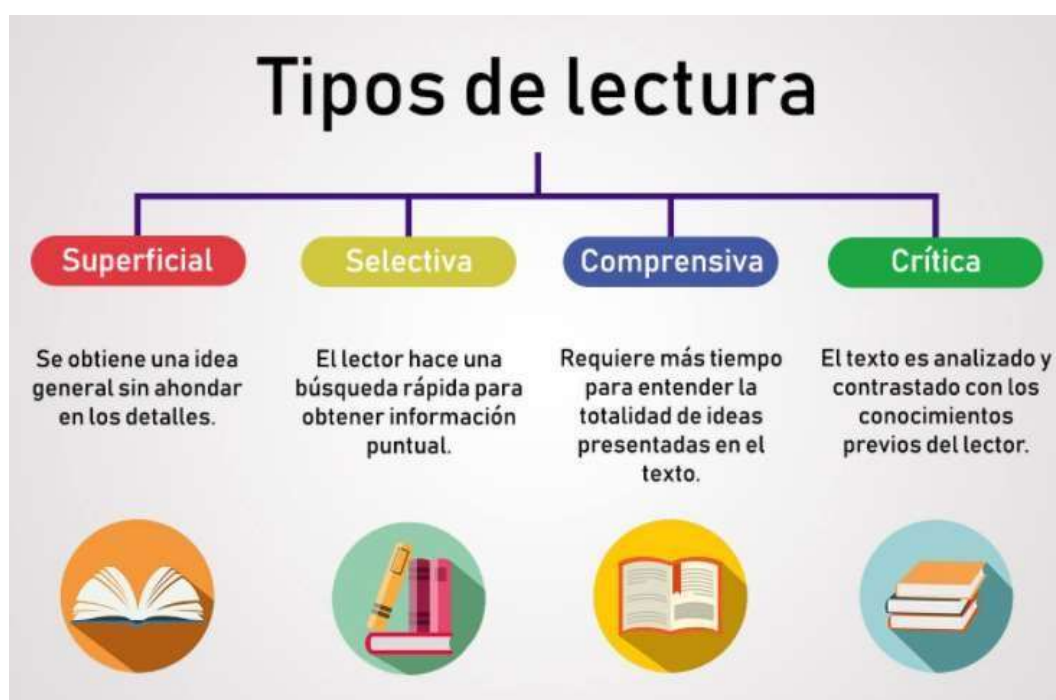 Tipos de lectura
Superficial
Se obtiene una idea
general sin ahondar
en los detalles.
Selectiva
El lector hace una
búsqueda rápida para
obtener información
puntual.
Comprensiva
Requiere más tiempo
para entender la
totalidad de ideas
presentadas en el
texto.
Crítica
El texto es analizado y
contrastado con los
conocimientos
previos del lector.